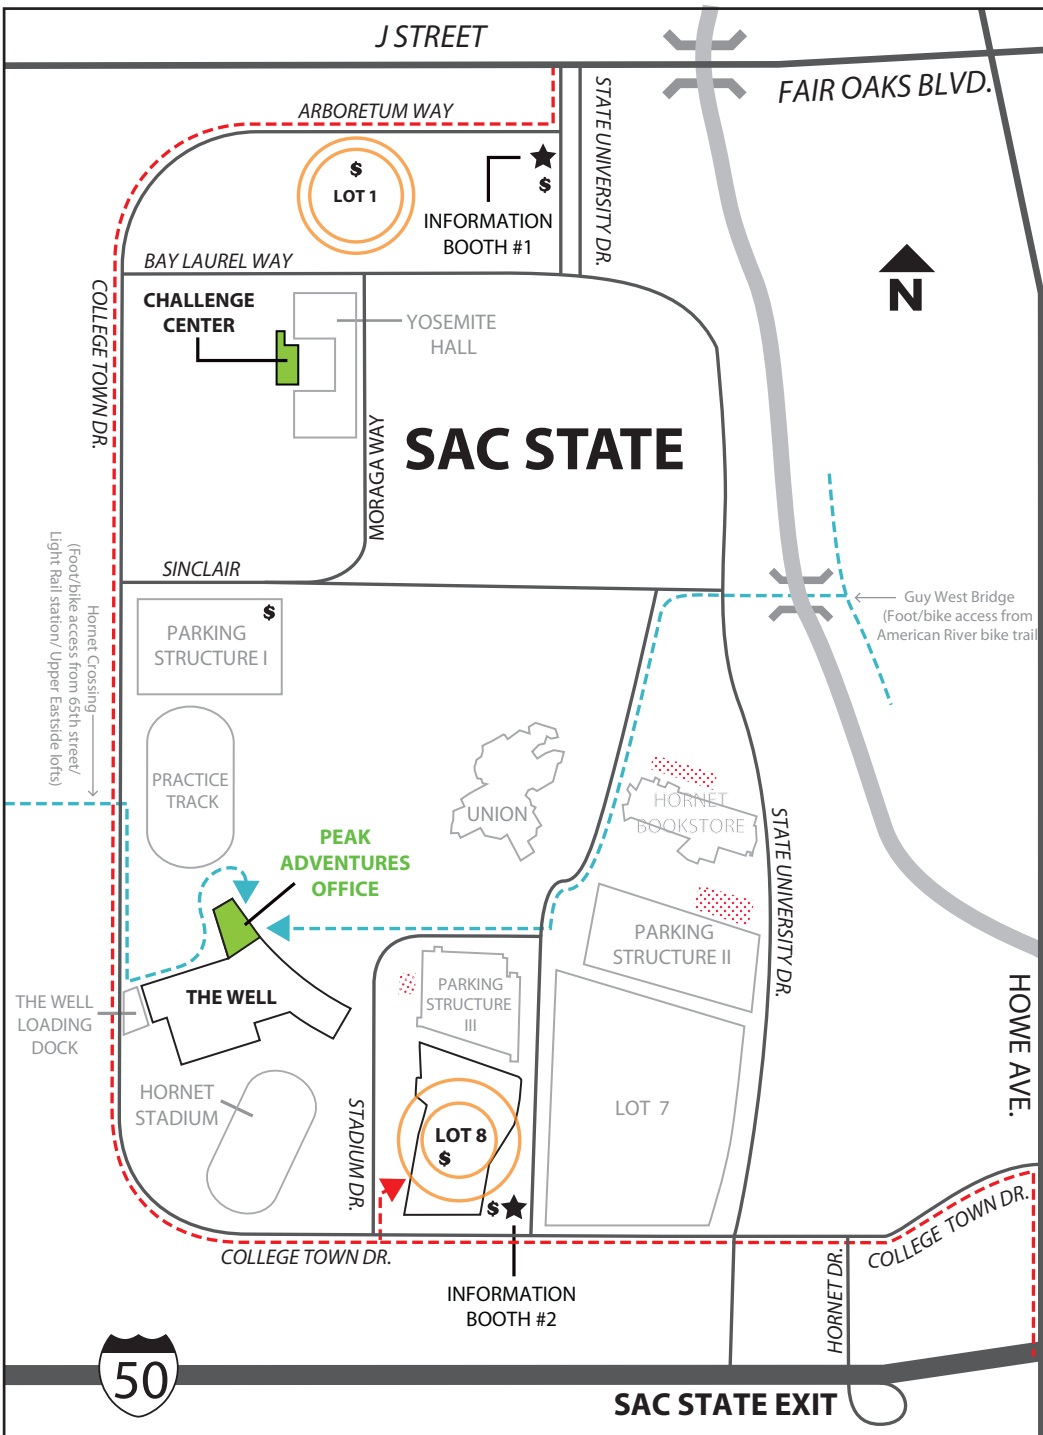 J STREET
FAIR OAKS BLVD.
ARBORETUM WAY
STATE UNIVERSITY DR.
$
LOT 1
$
INFORMATION
BOOTH #1
BAY LAUREL WAY
N
COLLEGE TOWN DR.
CHALLENGE
CENTER
YOSEMITE
HALL
SAC STATE
MORAGA WAY
SINCLAIR
$
PARKING
STRUCTURE I
Guy West Bridge
(Foot/bike access from
American River bike trail
Hornet Crossing
(Foot/bike access from 65th street/
Light Rail station/ Upper Eastside lofts)
PRACTICE
TRACK
UNION
HORNET
BOOKSTORE
STATE UNIVERSITY DR.
PEAK
ADVENTURES
OFFICE
PARKING
STRUCTURE II
THE WELL
THE WELL
LOADING
DOCK
PARKING
STRUCTURE
III
HOWE AVE.
HORNET
STADIUM
STADIUM DR.
LOT 8
$
LOT 7
$
COLLEGE TOWN DR.
COLLEGE TOWN DR.
INFORMATION
BOOTH #2
HORNET DR.
50
SAC STATE EXIT